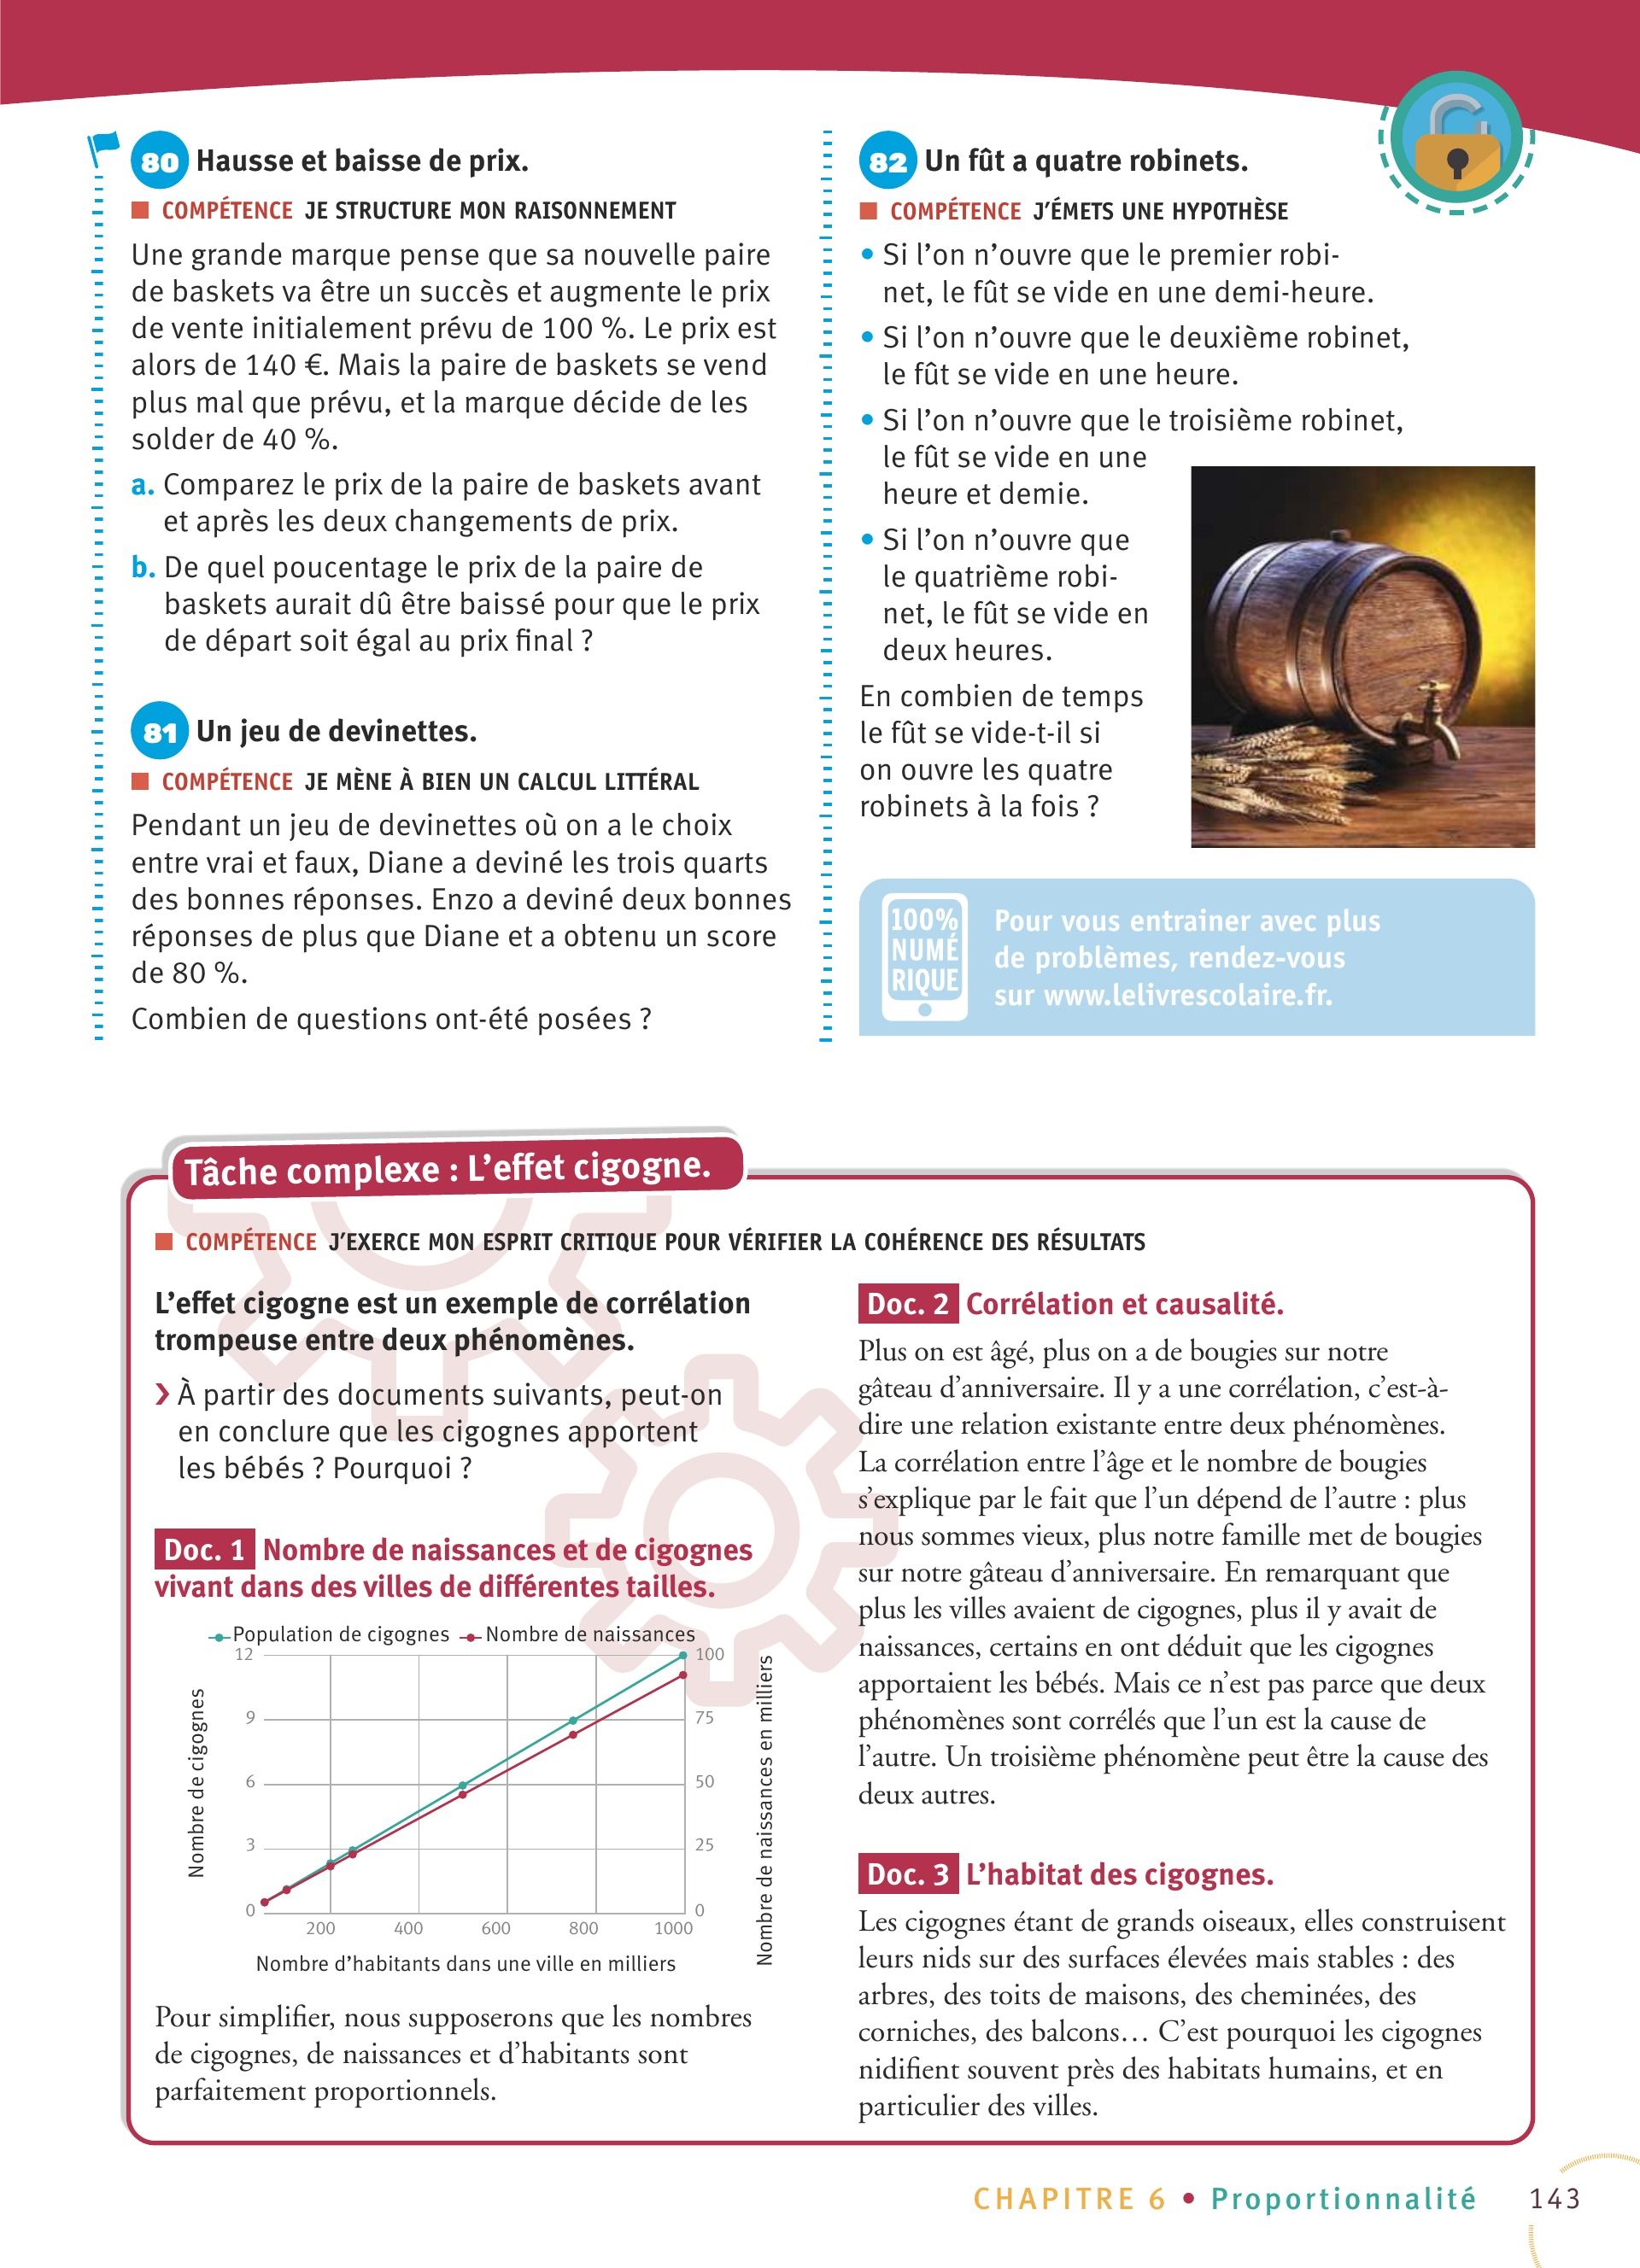 80 Hausse et baisse de prix.
COMPÉTENCE JE STRUCTURE MON RAISONNEMENT
Une grande marque pense que sa nouvelle paire
de baskets va être un succès et augmente le prix
de vente initialement prévu de 100 %. Le prix est
alors de 140 €. Mais la paire de baskets se vend
plus mal que prévu, et la marque décide de les
solder de 40 %.
a. Comparez le prix de la paire de baskets avant
et après les deux changements de prix.
b. De quel poucentage le prix de la paire de
baskets aurait dû être baissé pour que le prix
de départ soit égal au prix final ?
81 Un jeu de devinettes.
COMPÉTENCE JE MÈNE À BIEN UN CALCUL LITTÉRAL
Pendant un jeu de devinettes où on a le choix
entre vrai et faux, Diane a deviné les trois quarts
des bonnes réponses. Enzo a deviné deux bonnes
réponses de plus que Diane et a obtenu un score
de 80 %.
Combien de questions ont-été posées ?
82 Un fût a quatre robinets.
COMPÉTENCE J'ÉMETS UNE HYPOTHÈSE
• Si l'on n'ouvre que le premier robi-
net, le fût se vide en une demi-heure.
• Si l'on n'ouvre que le deuxième robinet,
le fût se vide en une heure.
• Si l'on n'ouvre que le troisième robinet,
le fût se vide en une
heure et demie.
• Si l'on n'ouvre que
le quatrième robi-
net, le fût se vide en
deux heures.
En combien de temps
le fût se vide-t-il si
on ouvre les quatre
robinets à la fois ?
100%
NUMÉ
RIQUE
Pour vous entrainer avec plus
de problèmes, rendez-vous
sur www.lelivrescolaire.fr.
Tâche complexe : L'effet cigogne.
COMPÉTENCE J'EXERCE MON ESPRIT CRITIQUE POUR VÉRIFIER LA COHÉRENCE DES RÉSULTATS
L'effet cigogne est un exemple de corrélation
trompeuse entre deux phénomènes.
❯ À partir des documents suivants, peut-on
en conclure que les cigognes apportent
les bébés ? Pourquoi ?
Doc. 1 Nombre de naissances et de cigognes
vivant dans des villes de différentes tailles.
Population de cigognes Nombre de naissances
12
9
6
3
0
Nombre de cigognes
100
75
50
25
0
Nombre de naissances en milliers
200 400 600 800 1000
Nombre d'habitants dans une ville en milliers
Pour simplifier, nous supposerons que les nombres
de cigognes, de naissances et d'habitants sont
parfaitement proportionnels.
Doc. 2 Corrélation et causalité.
Plus on est âgé, plus on a de bougies sur notre
gâteau d'anniversaire. Il y a une corrélation, c'est-à-
dire une relation existante entre deux phénomènes.
La corrélation entre l'âge et le nombre de bougies
s'explique par le fait que l'un dépend de l'autre : plus
nous sommes vieux, plus notre famille met de bougies
sur notre gâteau d'anniversaire. En remarquant que
plus les villes avaient de cigognes, plus il y avait de
naissances, certains en ont déduit que les cigognes
apportaient les bébés. Mais ce n'est pas parce que deux
phénomènes sont corrélés que l'un est la cause de
l'autre. Un troisième phénomène peut être la cause des
deux autres.
Doc. 3 L'habitat des cigognes.
Les cigognes étant de grands oiseaux, elles construisent
leurs nids sur des surfaces élevées mais stables : des
arbres, des toits de maisons, des cheminées, des
corniches, des balcons… C'est pourquoi les cigognes
nidifient souvent près des habitats humains, et en
particulier des villes.
CHAPITRE 6 • Proportionnalité 143